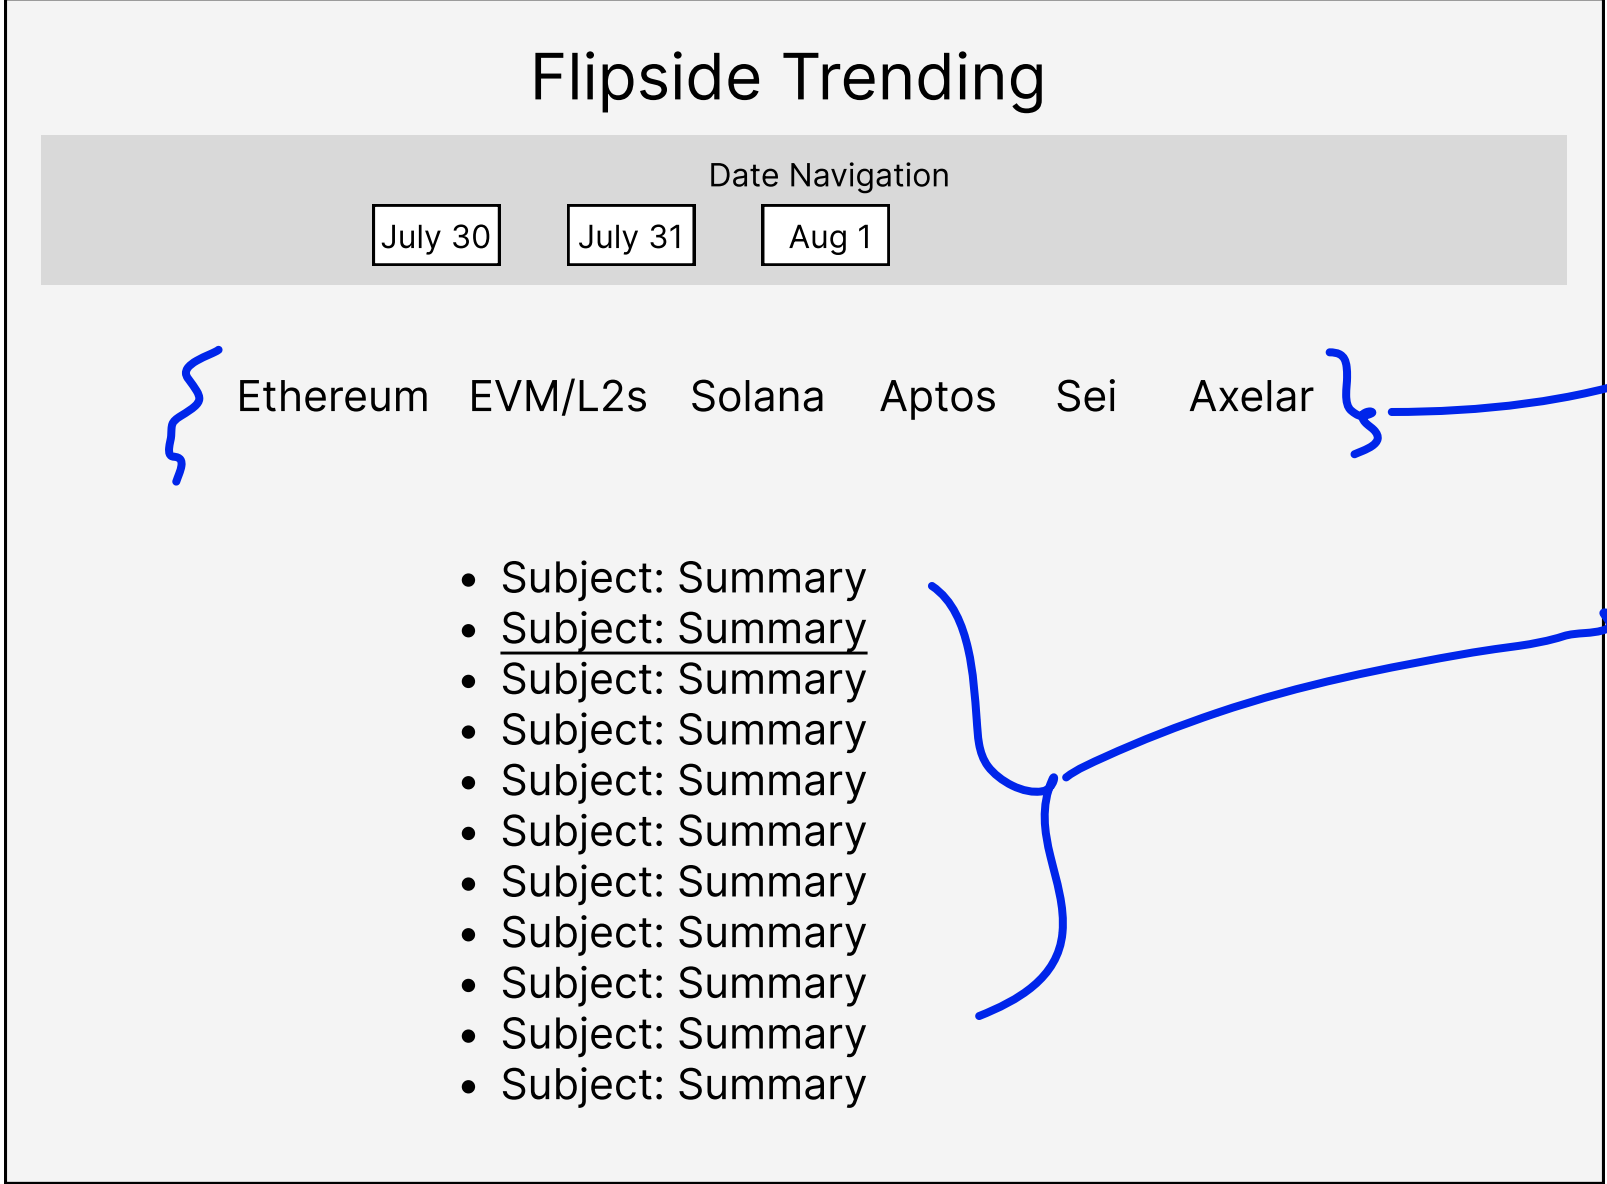 Flipside Trending
Date Navigation
July 30 July 31 Aug 1
Ethereum EVM/L2s Solana Aptos Sei Axelar
• Subject: Summary
• Subject: Summary
• Subject: Summary
• Subject: Summary
• Subject: Summary
• Subject: Summary
• Subject: Summary
• Subject: Summary
• Subject: Summary
• Subject: Summary
• Subject: Summary